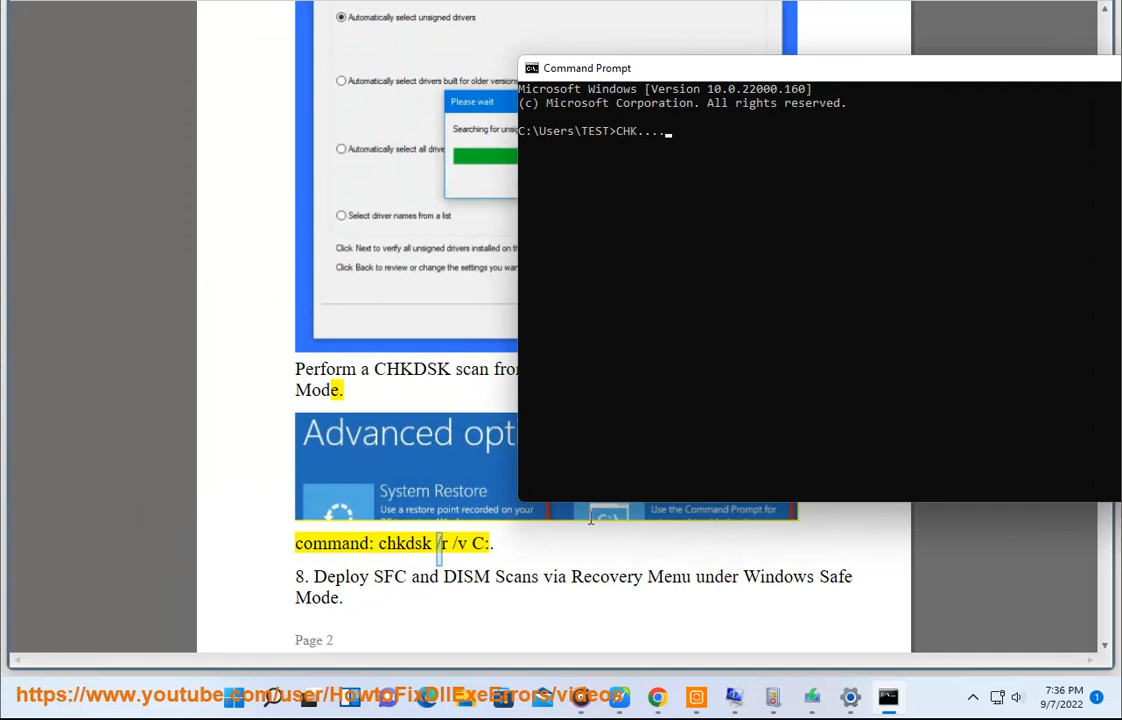 Automatically select unsigned drivers
Automatically select drivers built for older versions
Please wait
Searching for unsig
Automatically select all drive
Select driver names from a list
Click Next to verify all unsigned drivers installed on th
Click Back to review or change the settings you wan
Command Prompt
Microsoft Windows [Version 10.0.22000.160]
(c) Microsoft Corporation. All rights reserved.
C:\Users\TEST>CHK...._
Perform a CHKDSK scan from
Mode.
Advanced opti
System Restore
Use a restore point recorded on your
Use the Command Prompt for
command: chkdsk /r /v C:.
8. Deploy SFC and DISM Scans via Recovery Menu under Windows Safe
Mode.
Page 2
https://www.youtube.com/user/HowtoFixDllExeErrors/videos
7:36 PM
9/7/2022
1